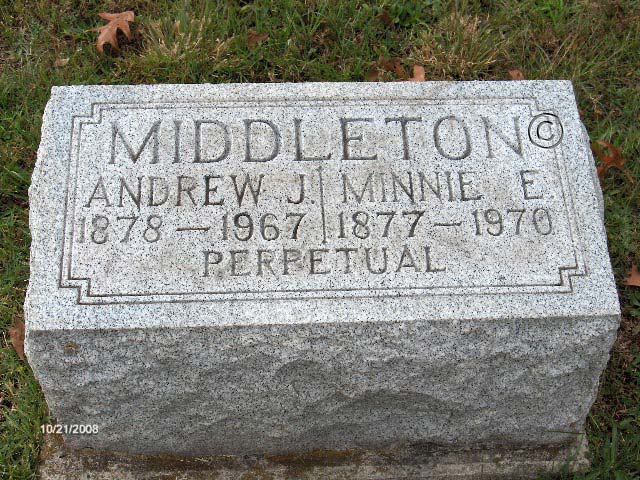 MIDDLETON ©
ANDREW J. MINNIE E.
1878 — 1967 1877 — 1970
PERPETUAL
10/21/2008